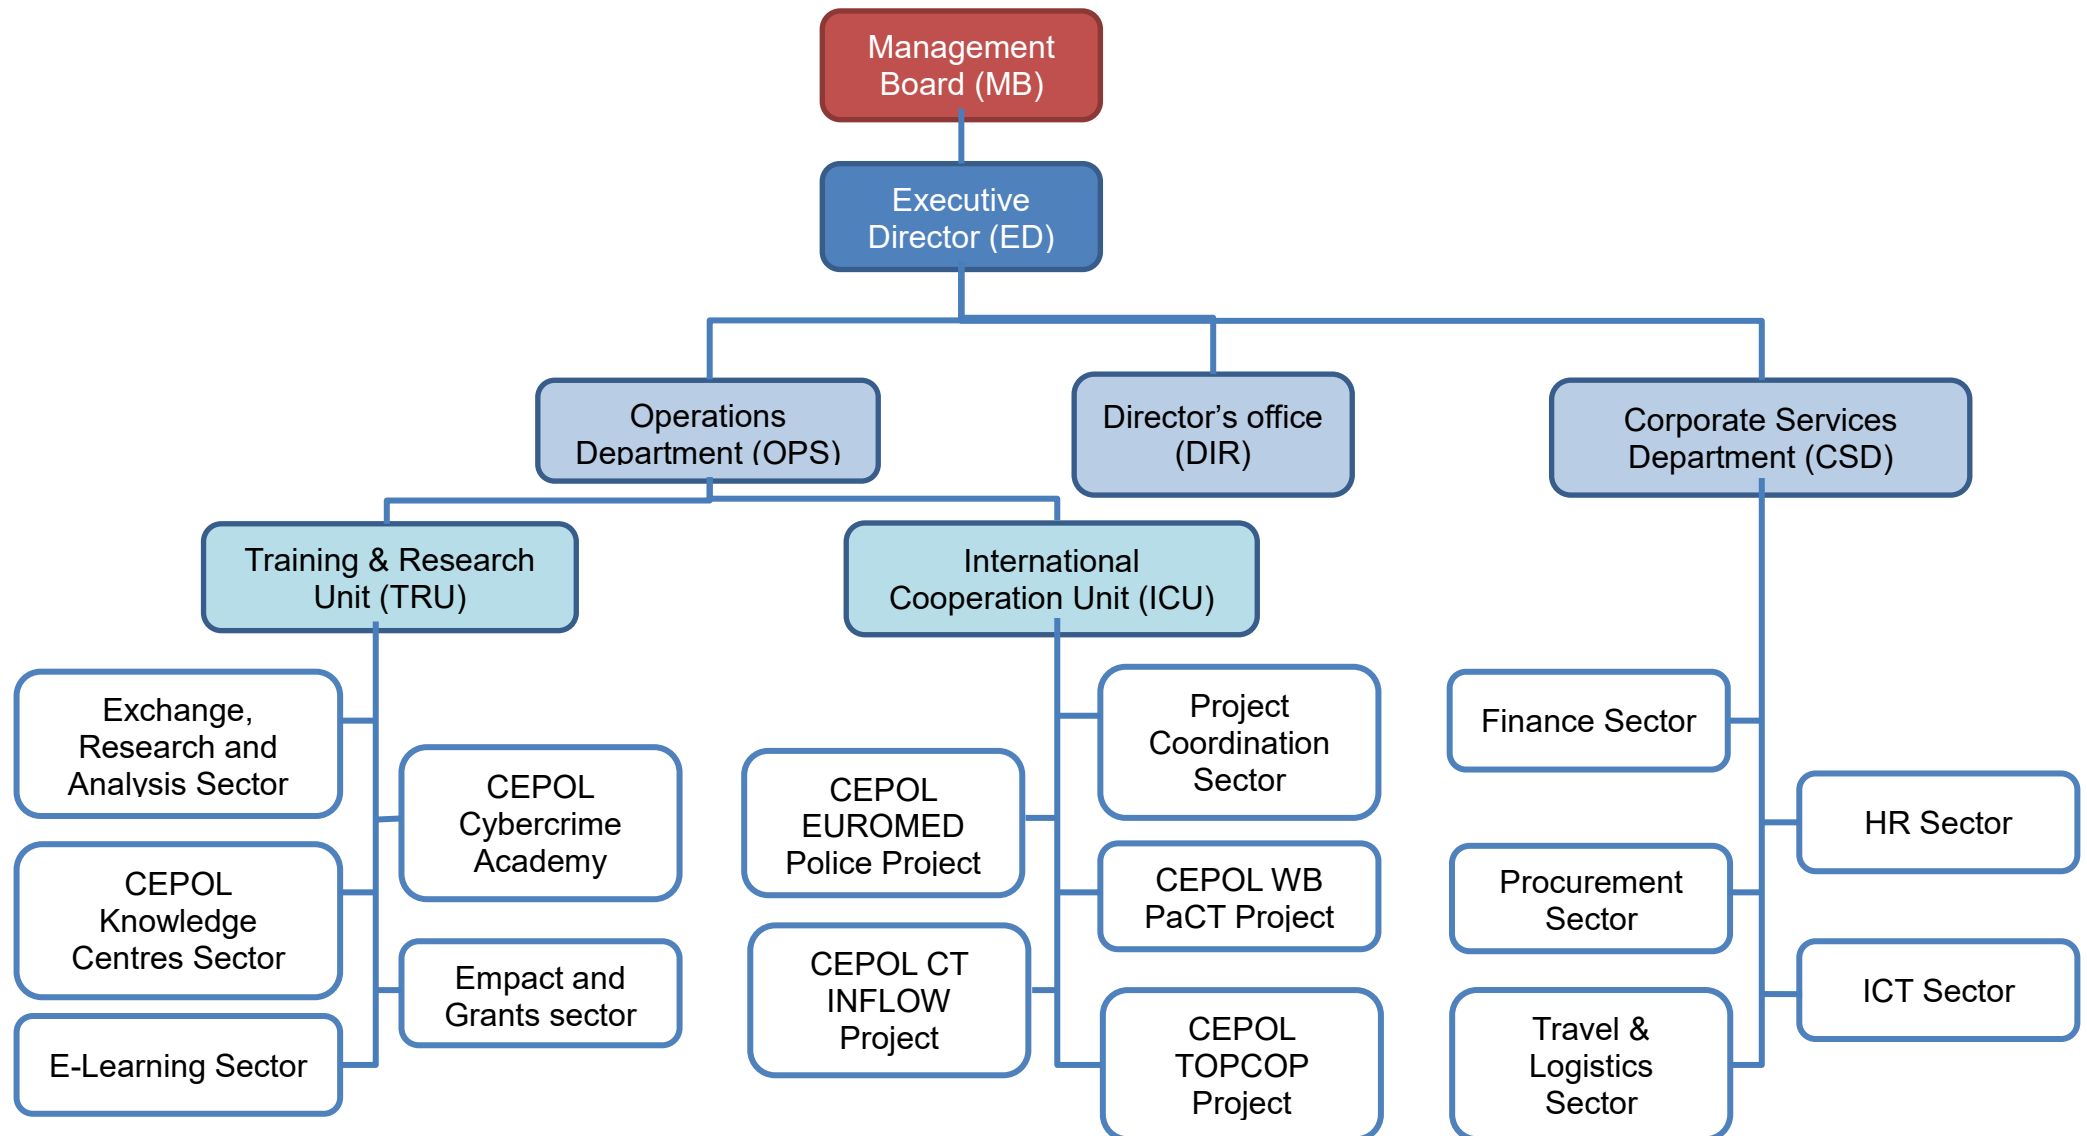 Management
Board (MB)
Executive
Director (ED)
Operations
Department (OPS)
Director’s office
(DIR)
Corporate Services
Department (CSD)
Training & Research
Unit (TRU)
International
Cooperation Unit (ICU)
Exchange,
Research and
Analysis Sector
CEPOL
Cybercrime
Academy
CEPOL
Knowledge
Centres Sector
Empact and
Grants sector
E-Learning Sector
Project
Coordination
Sector
CEPOL
EUROMED
Police Project
CEPOL WB
PaCT Project
CEPOL CT
INFLOW
Project
CEPOL
TOPCOP
Project
Finance Sector
HR Sector
Procurement
Sector
ICT Sector
Travel &
Logistics
Sector